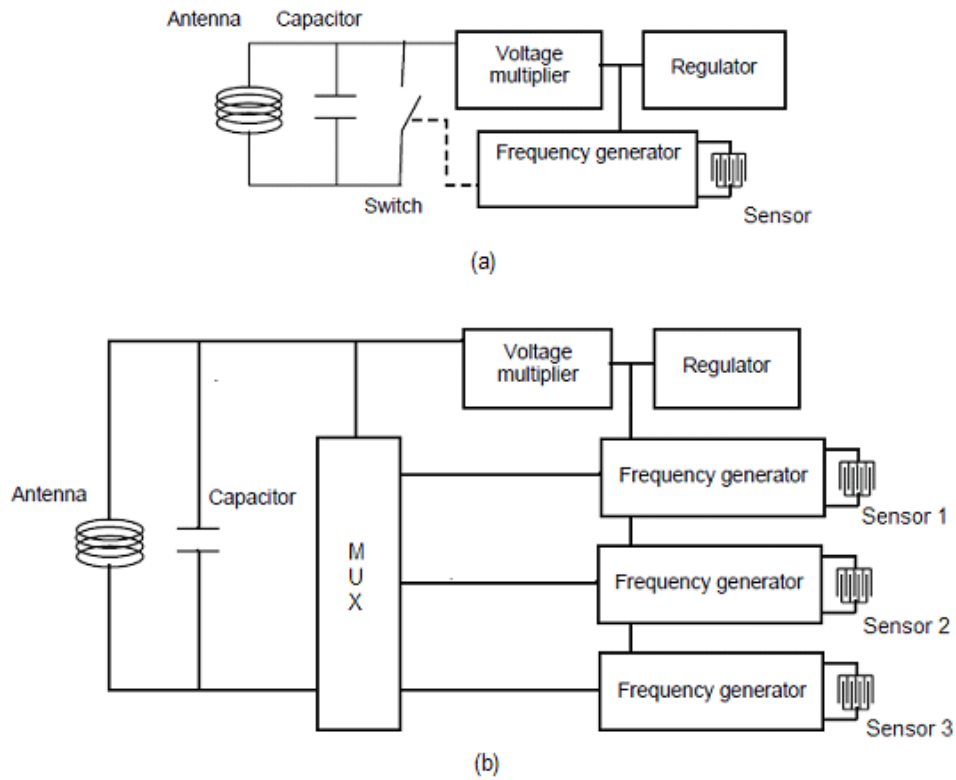 Antenna Capacitor
Voltage
multiplier
Regulator
Frequency generator
Switch
Sensor
(a)
Voltage
multiplier
Regulator
Antenna
Capacitor
Frequency generator
Sensor 1
M
U
X
Frequency generator
Sensor 2
Frequency generator
Sensor 3
(b)